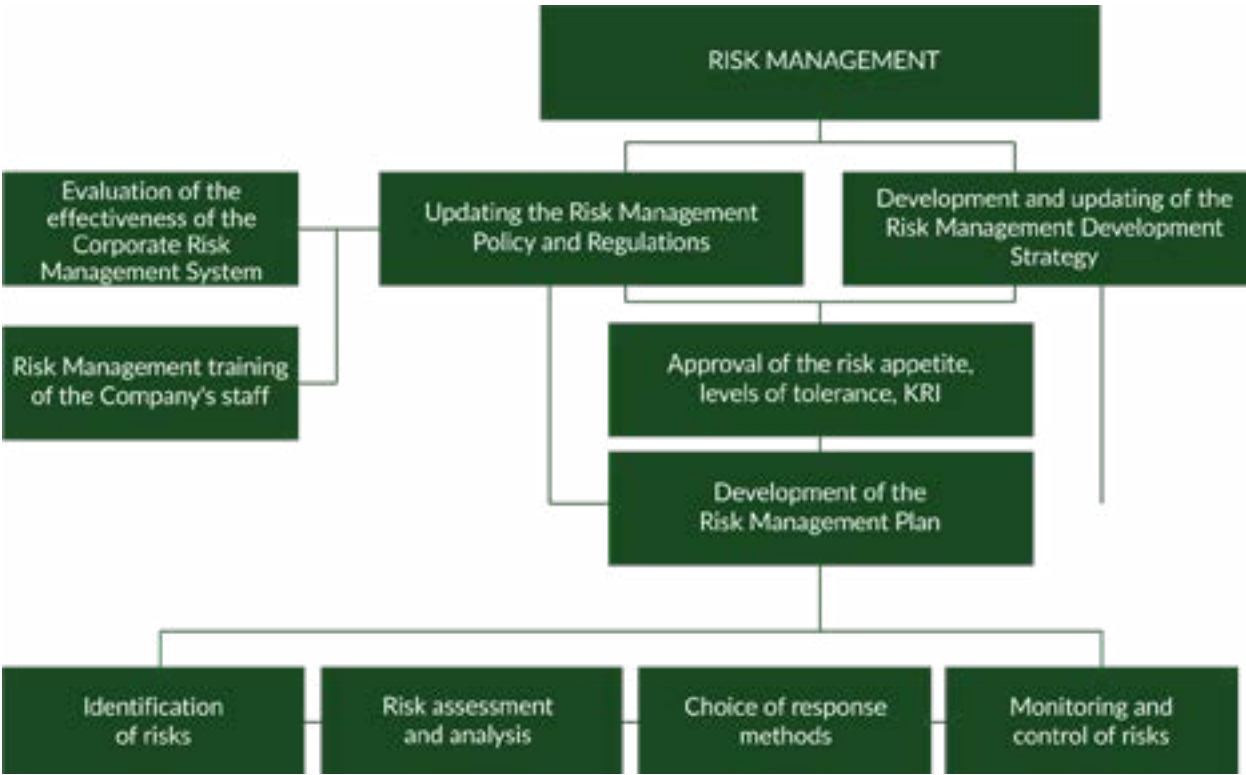 RISK MANAGEMENT
Evaluation of the
effectiveness of the
Corporate Risk
Management System
Updating the Risk Management
Policy and Regulations
Development and updating of the
Risk Management Development
Strategy
Risk Management training
of the Company's staff
Approval of the risk appetite,
levels of tolerance, KRI
Development of the
Risk Management Plan
Identification
of risks
Risk assessment
and analysis
Choice of response
methods
Monitoring and
control of risks